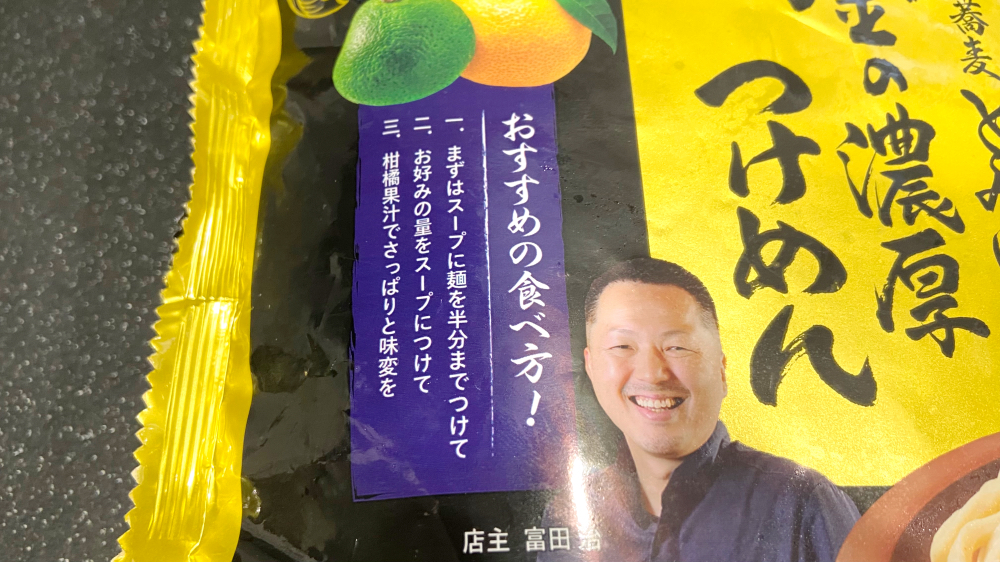 蕎麦
の濃厚
つけめん
おすすめの食べ方！
一、まずはスープに麺を半分までつけて
二、お好みの量をスープにつけて
三、柑橘果汁でさっぱりと味変を
店主 富田 治